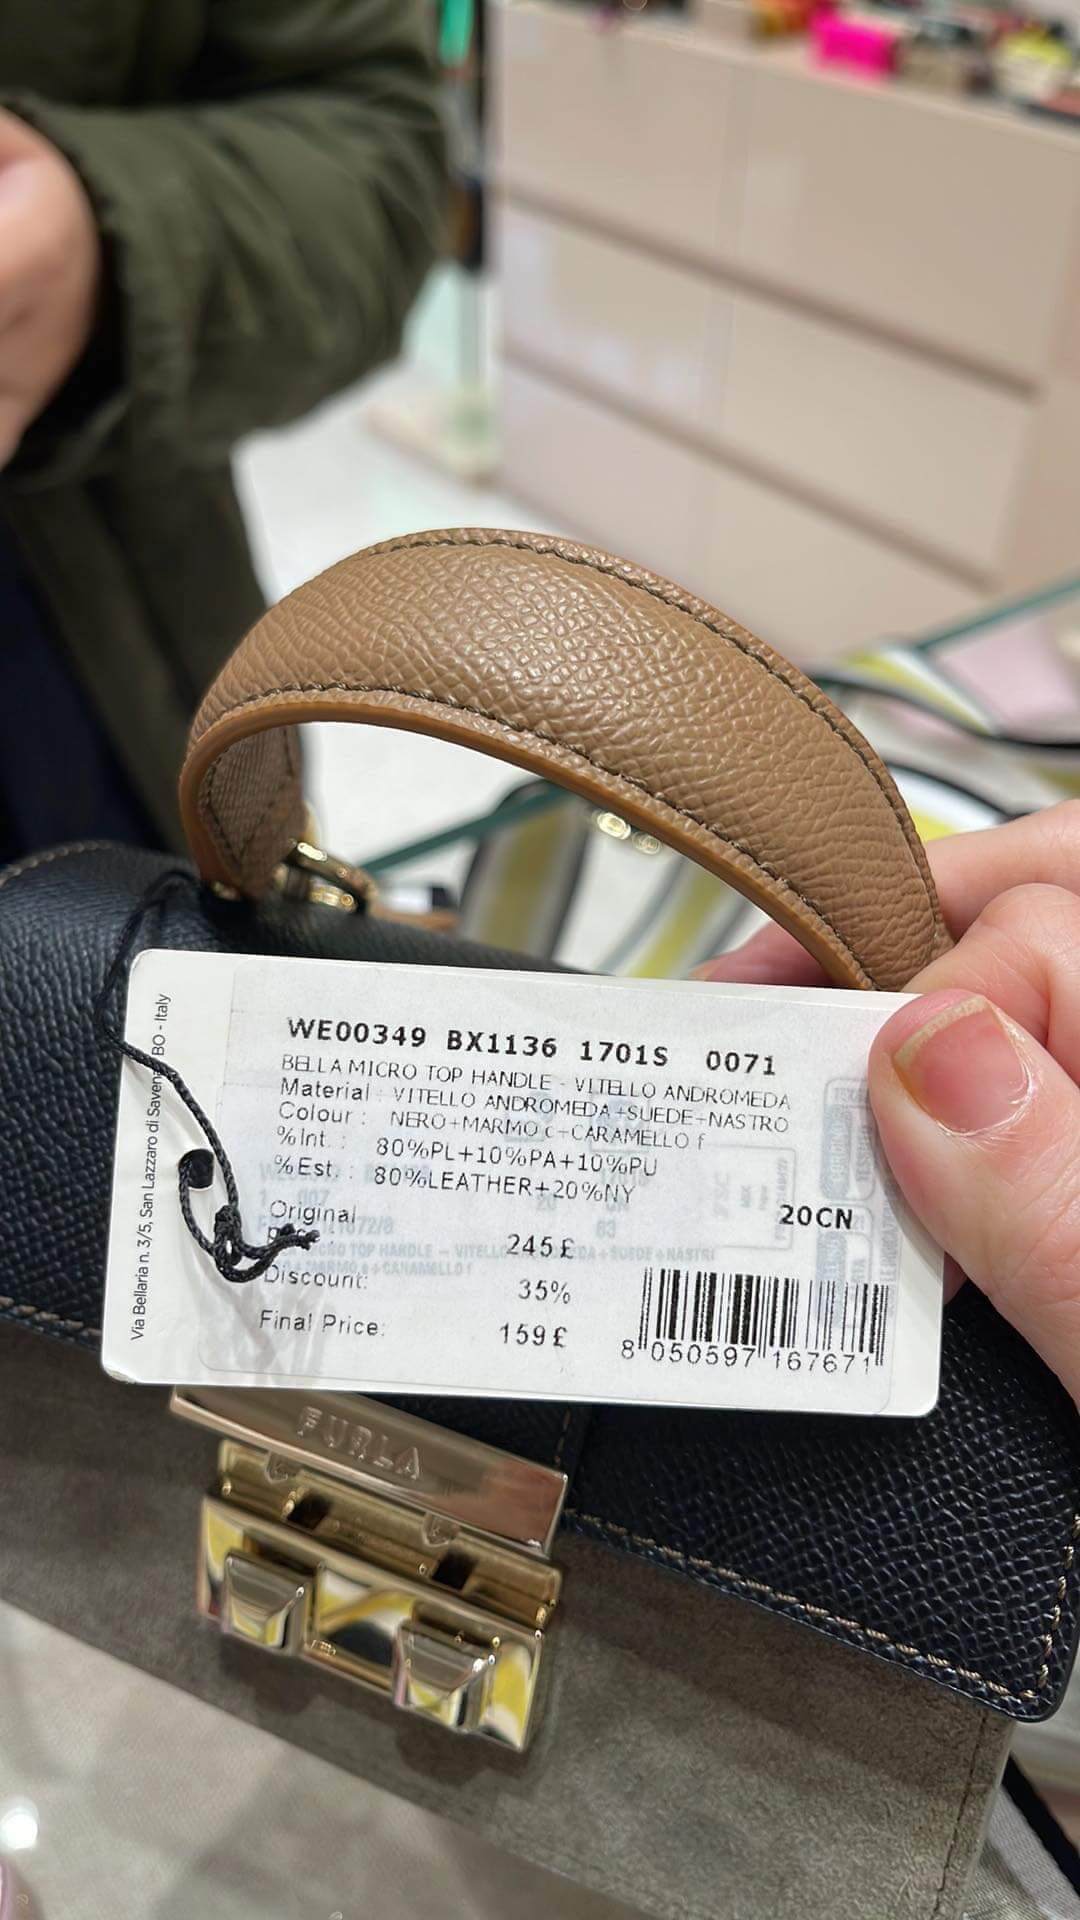 WE00349 BX1136 1701S 0071
BELLA MICRO TOP HANDLE - VITELLO ANDROMEDA
Material : VITELLO ANDROMEDA+SUEDE+NASTRO
Colour : NERO+MARMO c+CARAMELLO f
%Int. : 80%PL+10%PA+10%PU
%Est. : 80%LEATHER+20%NY
20CN
Original
245£
Discount: 35%
Final Price: 159£
8 050597 167671
Via Bellaria n. 3/5, San Lazzaro di Savena BO - Italy
FURLA